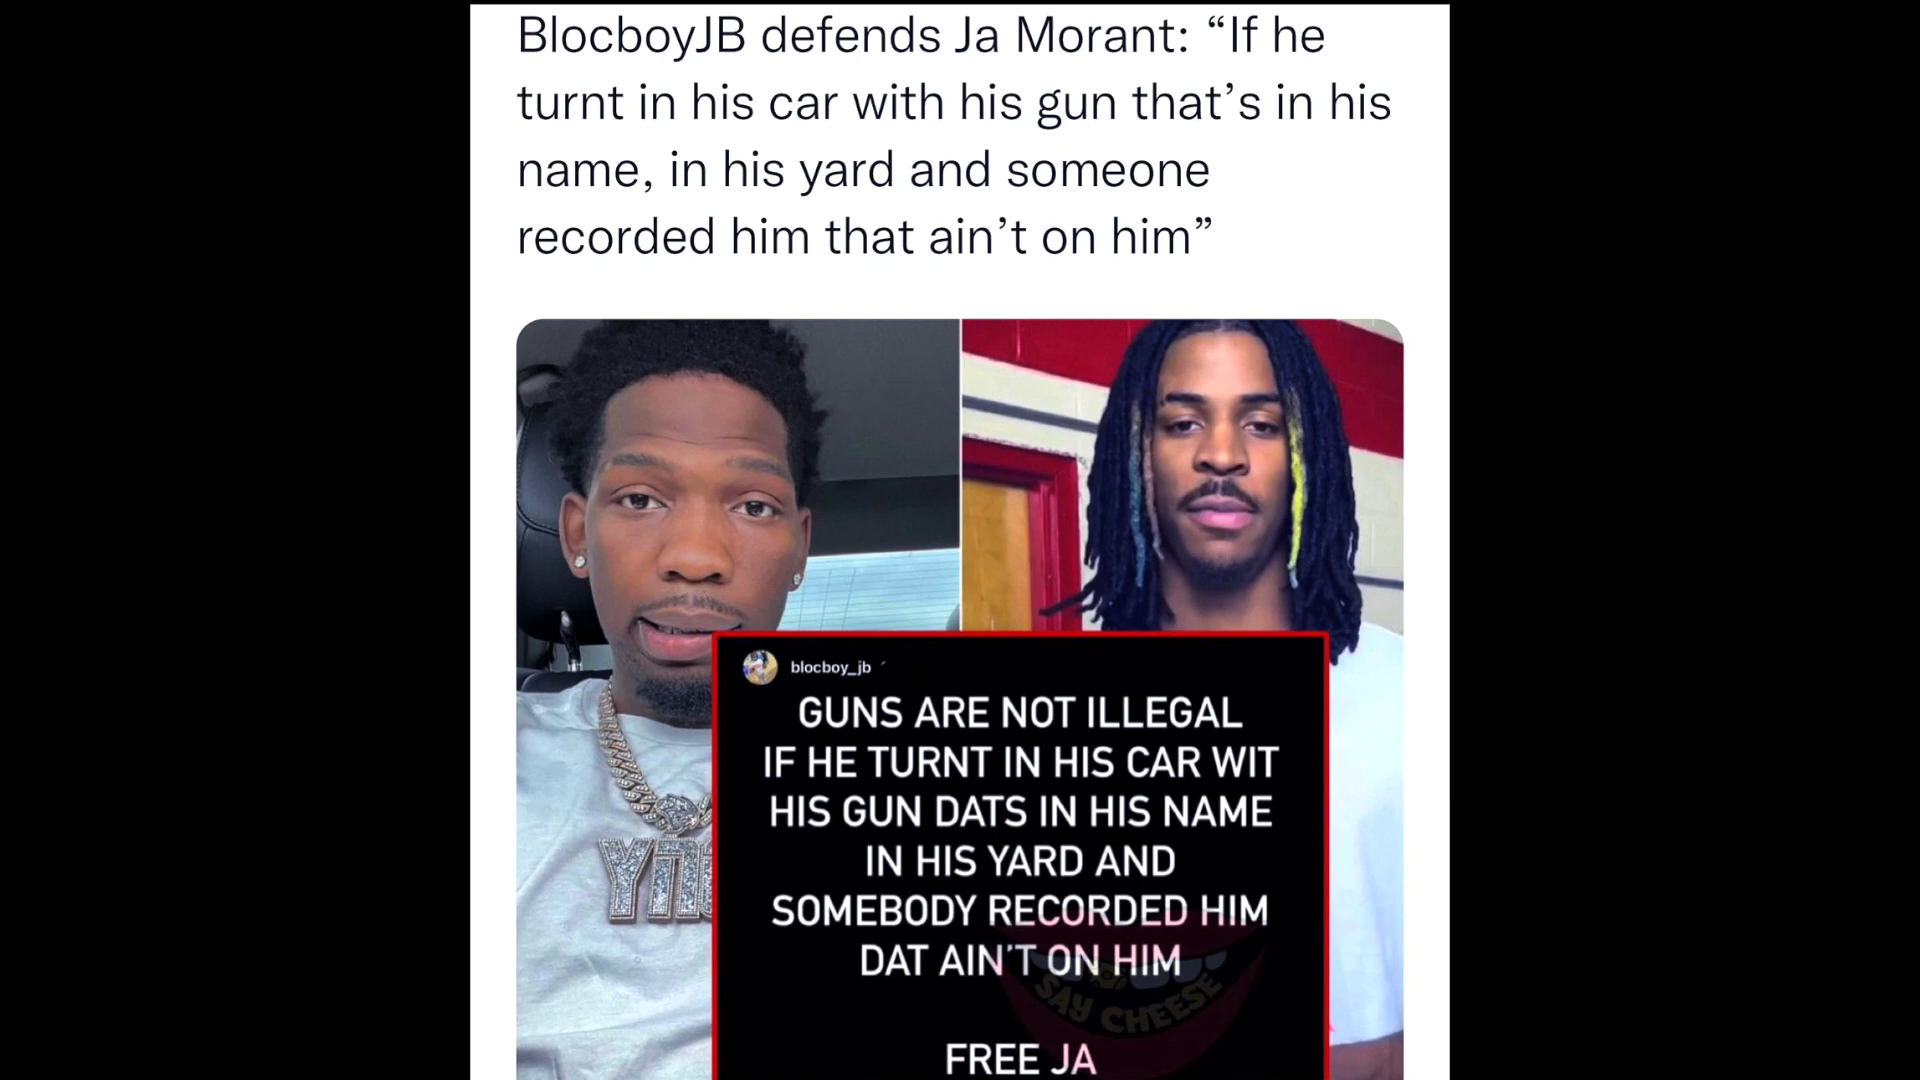 BlocboyJB defends Ja Morant: “If he
turnt in his car with his gun that’s in his
name, in his yard and someone
recorded him that ain’t on him”
blocboy_jb
GUNS ARE NOT ILLEGAL
IF HE TURNT IN HIS CAR WIT
HIS GUN DATS IN HIS NAME
IN HIS YARD AND
SOMEBODY RECORDED HIM
DAT AIN'T ON HIM
SAY CHEESE
FREE JA